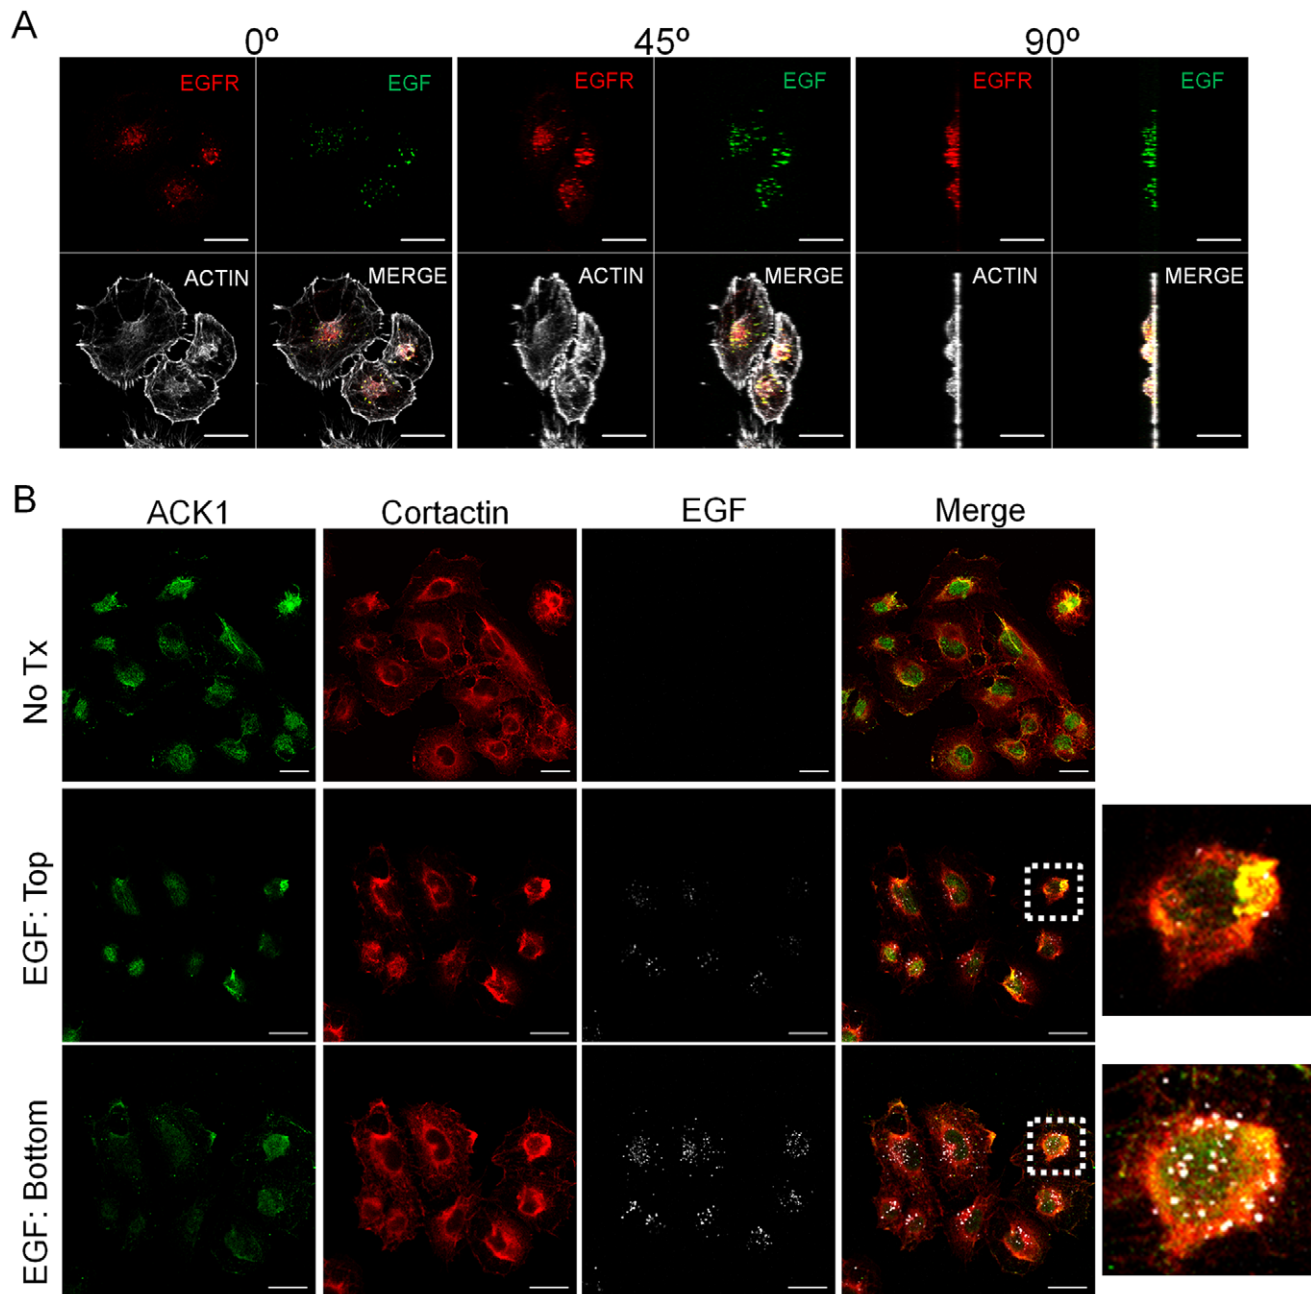 A
0º 45º 90º
EGFR EGF EGFR EGF EGFR EGF
ACTIN MERGE ACTIN MERGE ACTIN MERGE
B
ACK1 Cortactin EGF Merge
No Tx
EGF: Top
EGF: Bottom